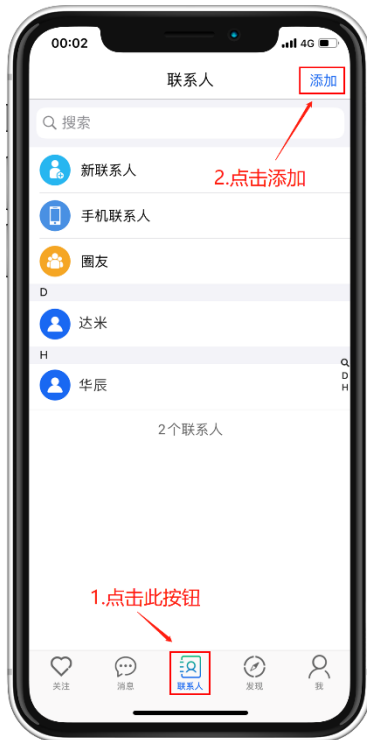 00:02 4G
联系人 添加
搜索
新联系人
2.点击添加
手机联系人
圈友
D
达米
H
华辰
D
H
2个联系人
1.点击此按钮
关注 消息 联系人 发现 我